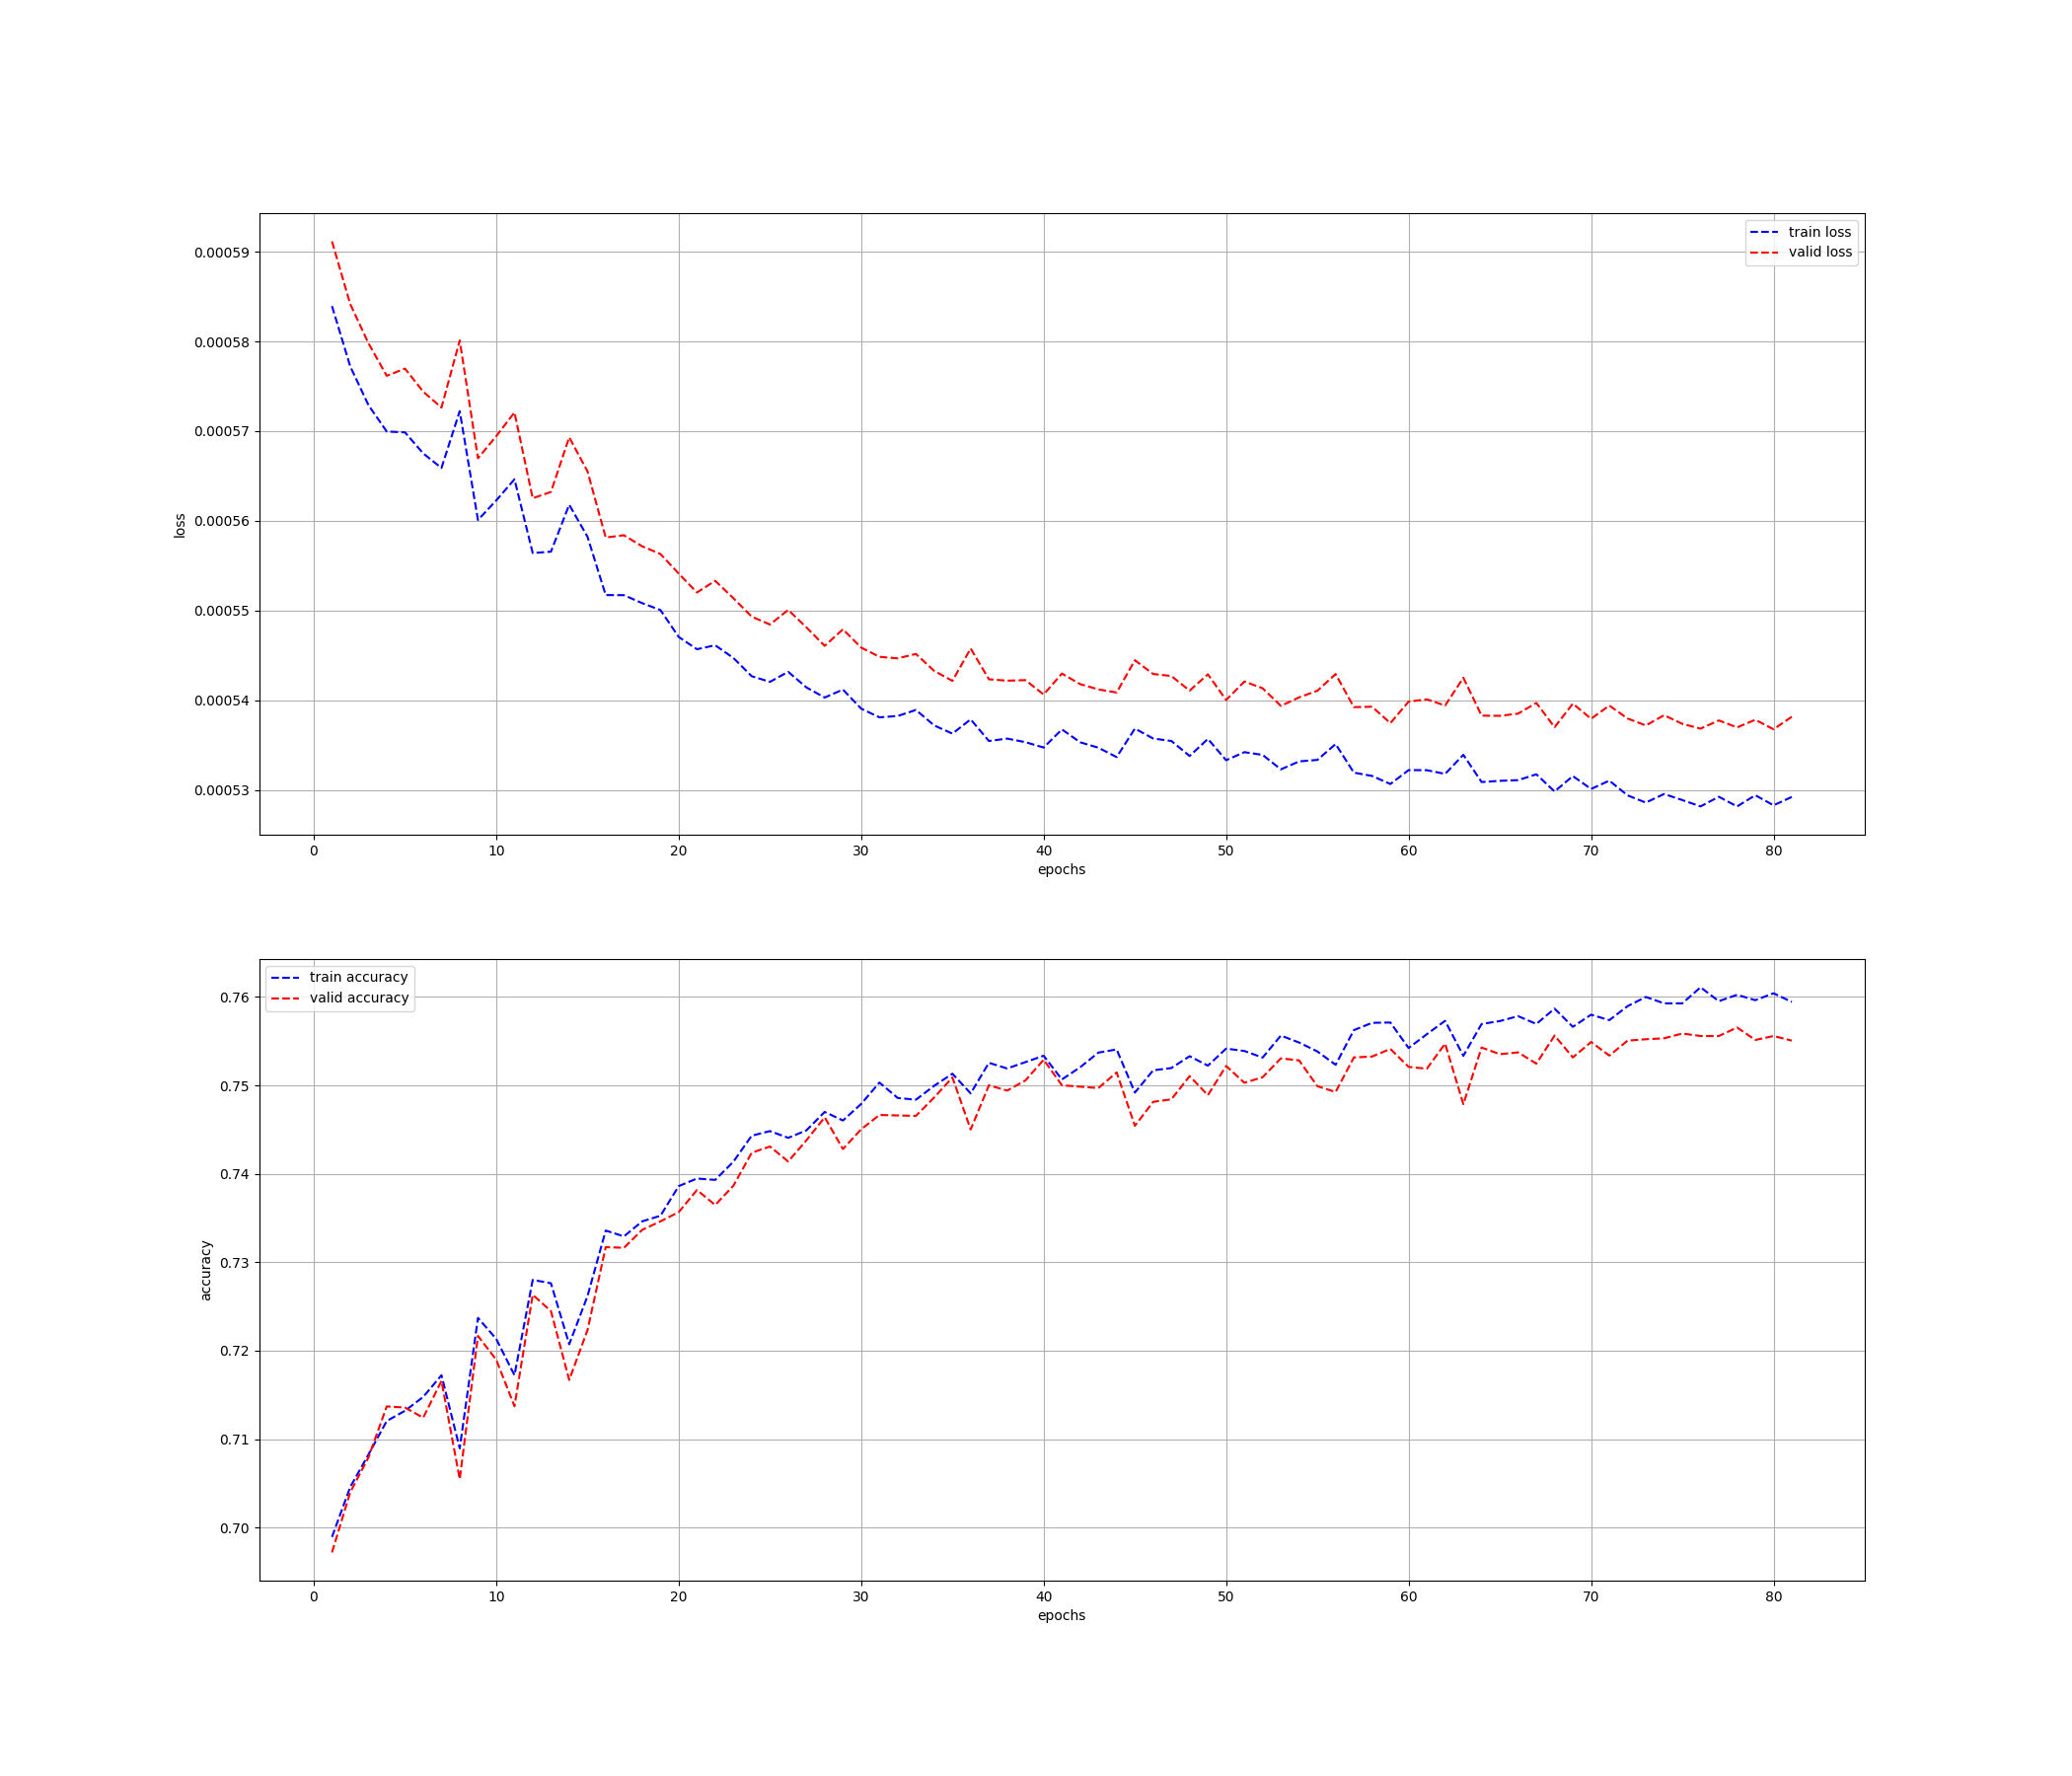 train loss
valid loss
0.00059
0.00058
0.00057
0.00056
0.00055
0.00054
0.00053
loss
0 10 20 30 40 50 60 70 80
epochs
train accuracy
valid accuracy
0.76
0.75
0.74
0.73
0.72
0.71
0.70
accuracy
0 10 20 30 40 50 60 70 80
epochs